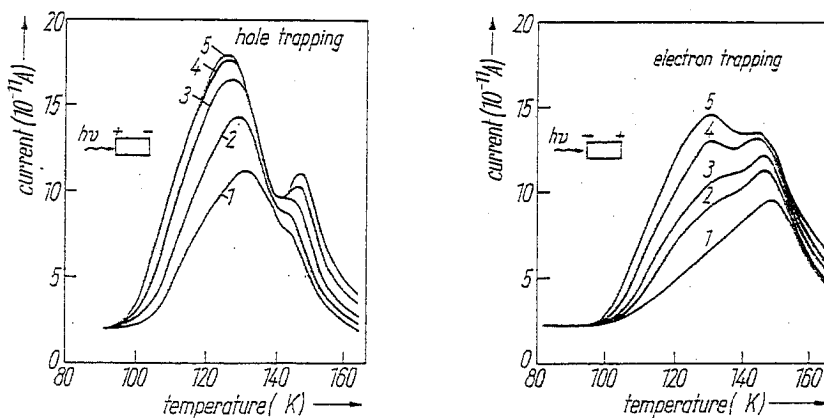 hole trapping
current (10⁻¹¹A)
20
15
10
5
0
hν
+ −
5
4
3
2
1
80 100 120 140 160
temperature( K)
electron trapping
current (10⁻¹¹A)
20
15
10
5
0
hν
− +
5
4
3
2
1
80 100 120 140 160
temperature( K)